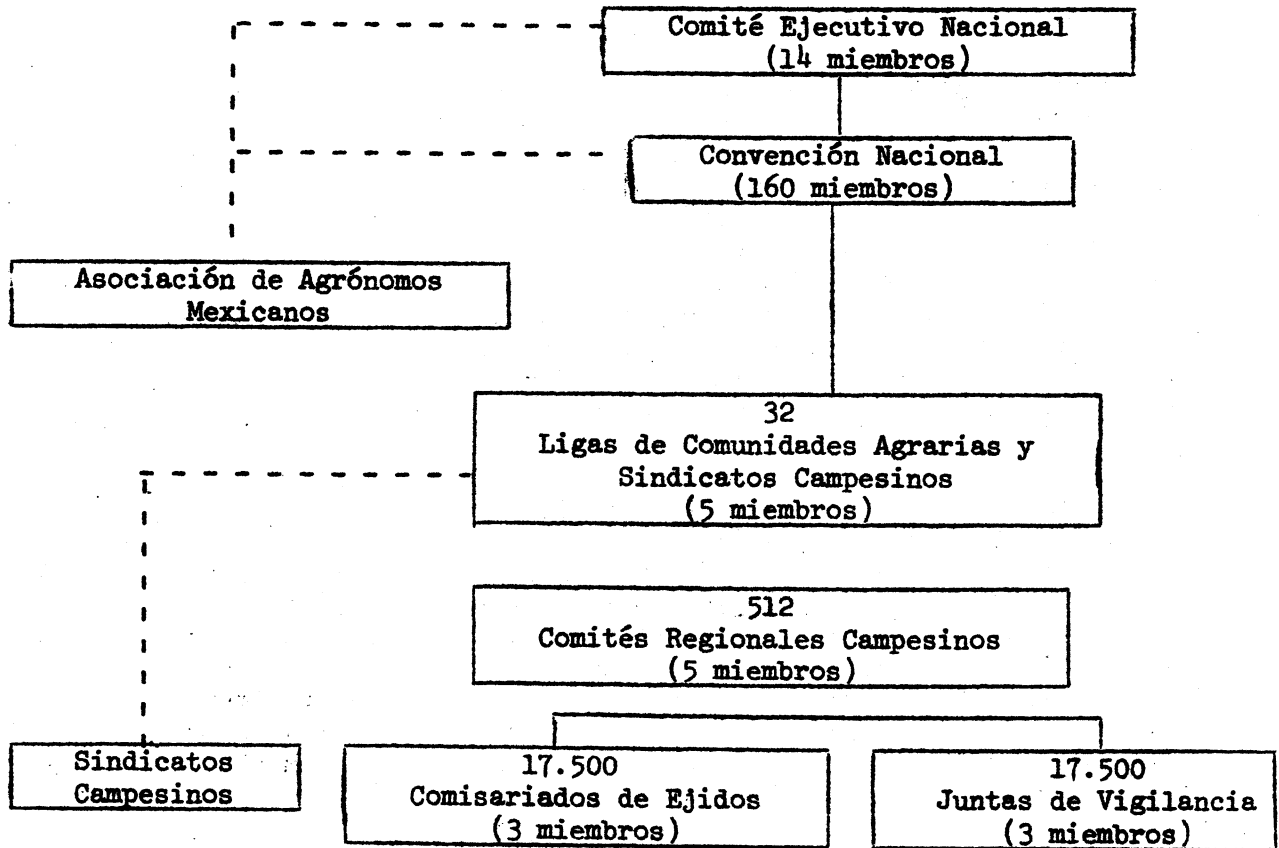 Comité Ejecutivo Nacional
(14 miembros)
Convención Nacional
(160 miembros)
Asociación de Agrónomos
Mexicanos
32
Ligas de Comunidades Agrarias y
Sindicatos Campesinos
(5 miembros)
512
Comités Regionales Campesinos
(5 miembros)
Sindicatos
Campesinos
17.500
Comisariados de Ejidos
(3 miembros)
17.500
Juntas de Vigilancia
(3 miembros)